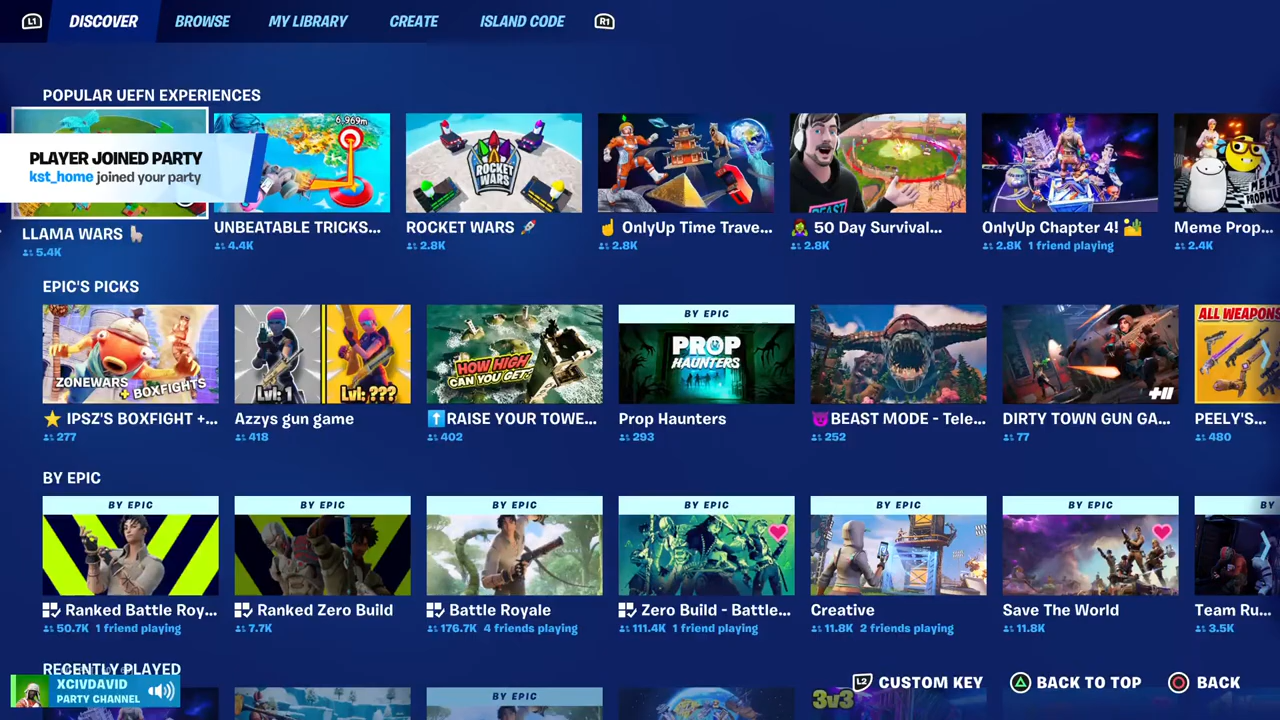 L1 DISCOVER BROWSE MY LIBRARY CREATE ISLAND CODE R1
POPULAR UEFN EXPERIENCES
PLAYER JOINED PARTY
kst_home joined your party
6,969m
ROCKET WARS
BEAST
LLAMA WARS 🦙
5.4K
UNBEATABLE TRICKS...
4.4K
ROCKET WARS 🚀
2.8K
☝ OnlyUp Time Trave...
2.8K
🧟‍♀️ 50 Day Survival...
2.8K
OnlyUp Chapter 4! 🏜️
2.8K 1 friend playing
Meme Prop...
2.4K
EPIC'S PICKS
ZONEWARS + BOXFIGHTS
Lvl: 1 Lvl: ???
HOW HIGH CAN YOU GET?
BY EPIC
PROP HAUNTERS
ALL WEAPONS
⭐ IPSZ'S BOXFIGHT +...
277
Azzys gun game
418
⬆️RAISE YOUR TOWE...
402
Prop Haunters
293
😈BEAST MODE - Tele...
252
DIRTY TOWN GUN GA...
77
PEELY'S...
480
BY EPIC
BY EPIC
BY EPIC
BY EPIC
BY EPIC
BY EPIC
BY EPIC
BY
Ranked Battle Roy...
50.7K 1 friend playing
Ranked Zero Build
7.7K
Battle Royale
176.7K 4 friends playing
Zero Build - Battle...
111.4K 1 friend playing
Creative
11.8K 2 friends playing
Save The World
11.8K
Team Ru...
3.5K
RECENTLY PLAYED
XCIVDAVID
PARTY CHANNEL
BY EPIC
3v3
L2 CUSTOM KEY BACK TO TOP BACK